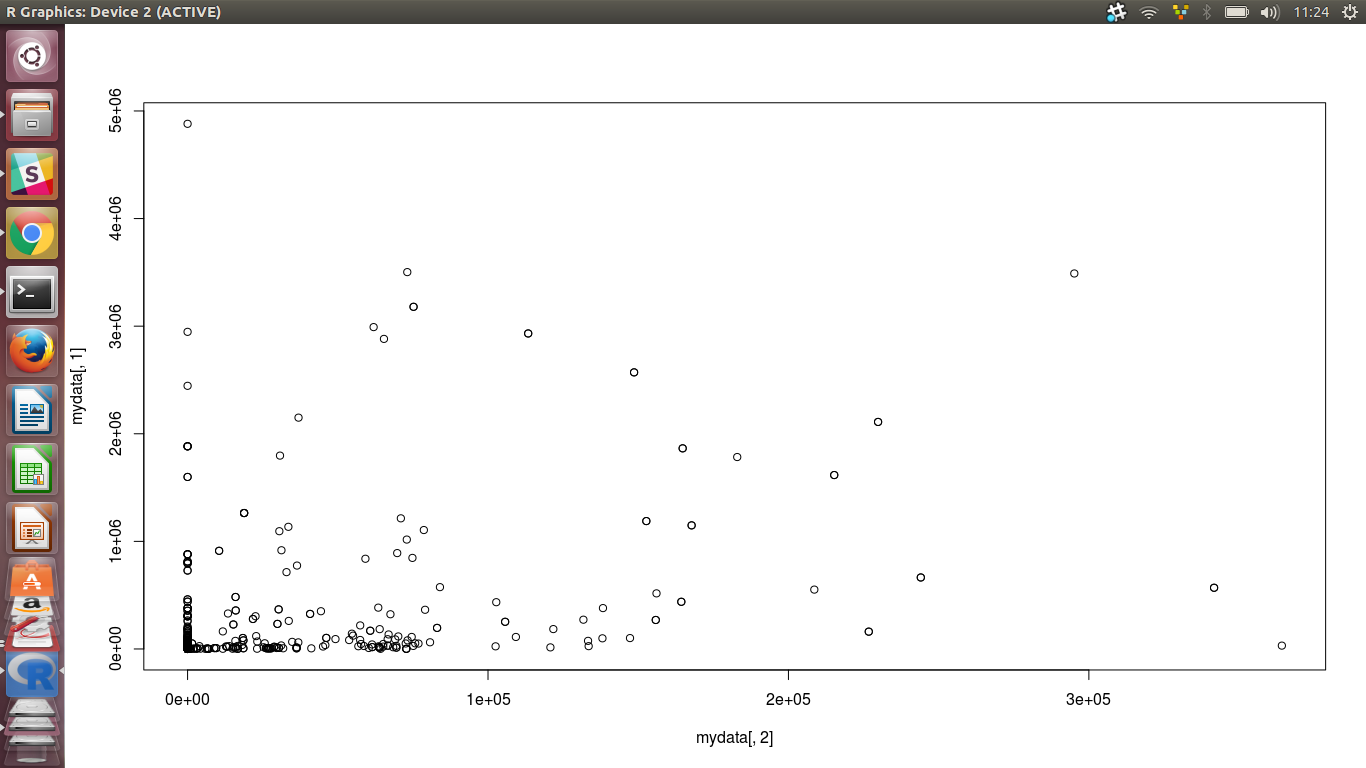 R Graphics: Device 2 (ACTIVE)
11:24
5e+06
4e+06
3e+06
2e+06
1e+06
0e+00
mydata[, 1]
0e+00 1e+05 2e+05 3e+05
mydata[, 2]
S
>_
A
a
R